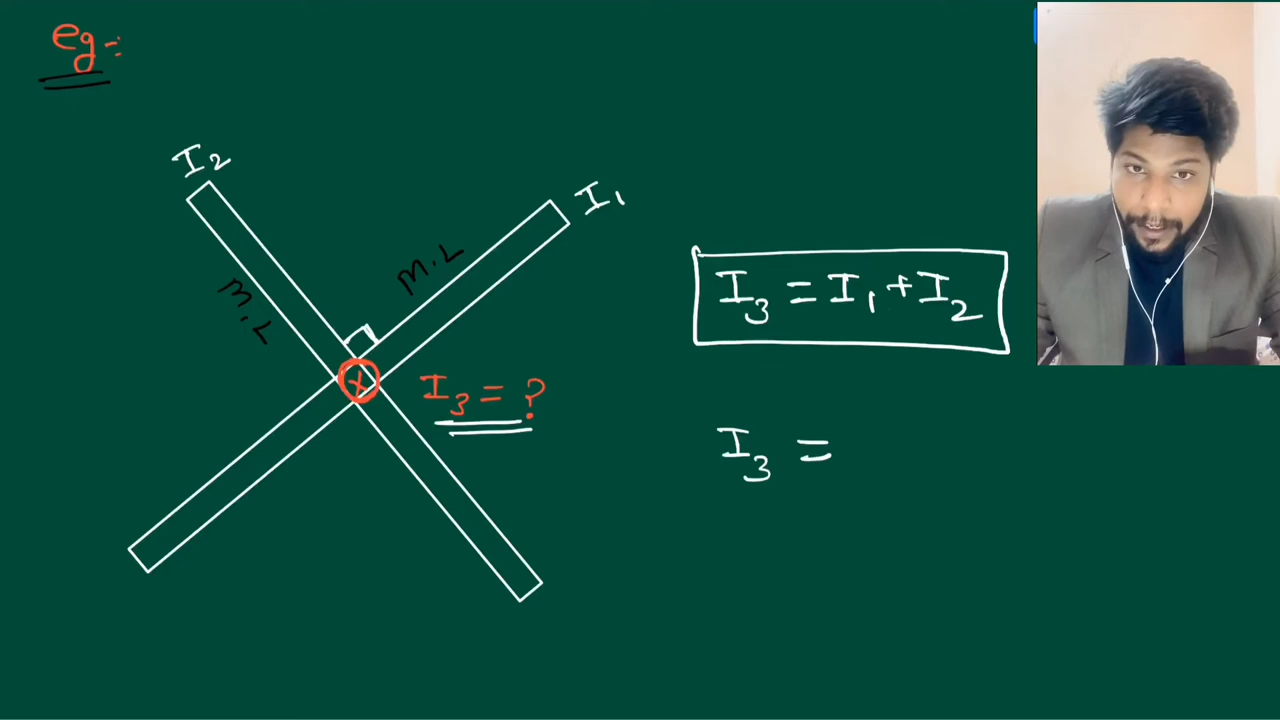 eg -:
I₂
I₁
M.L
M.L
I₃ = I₁ + I₂
X
I₃ = ?
I₃ =